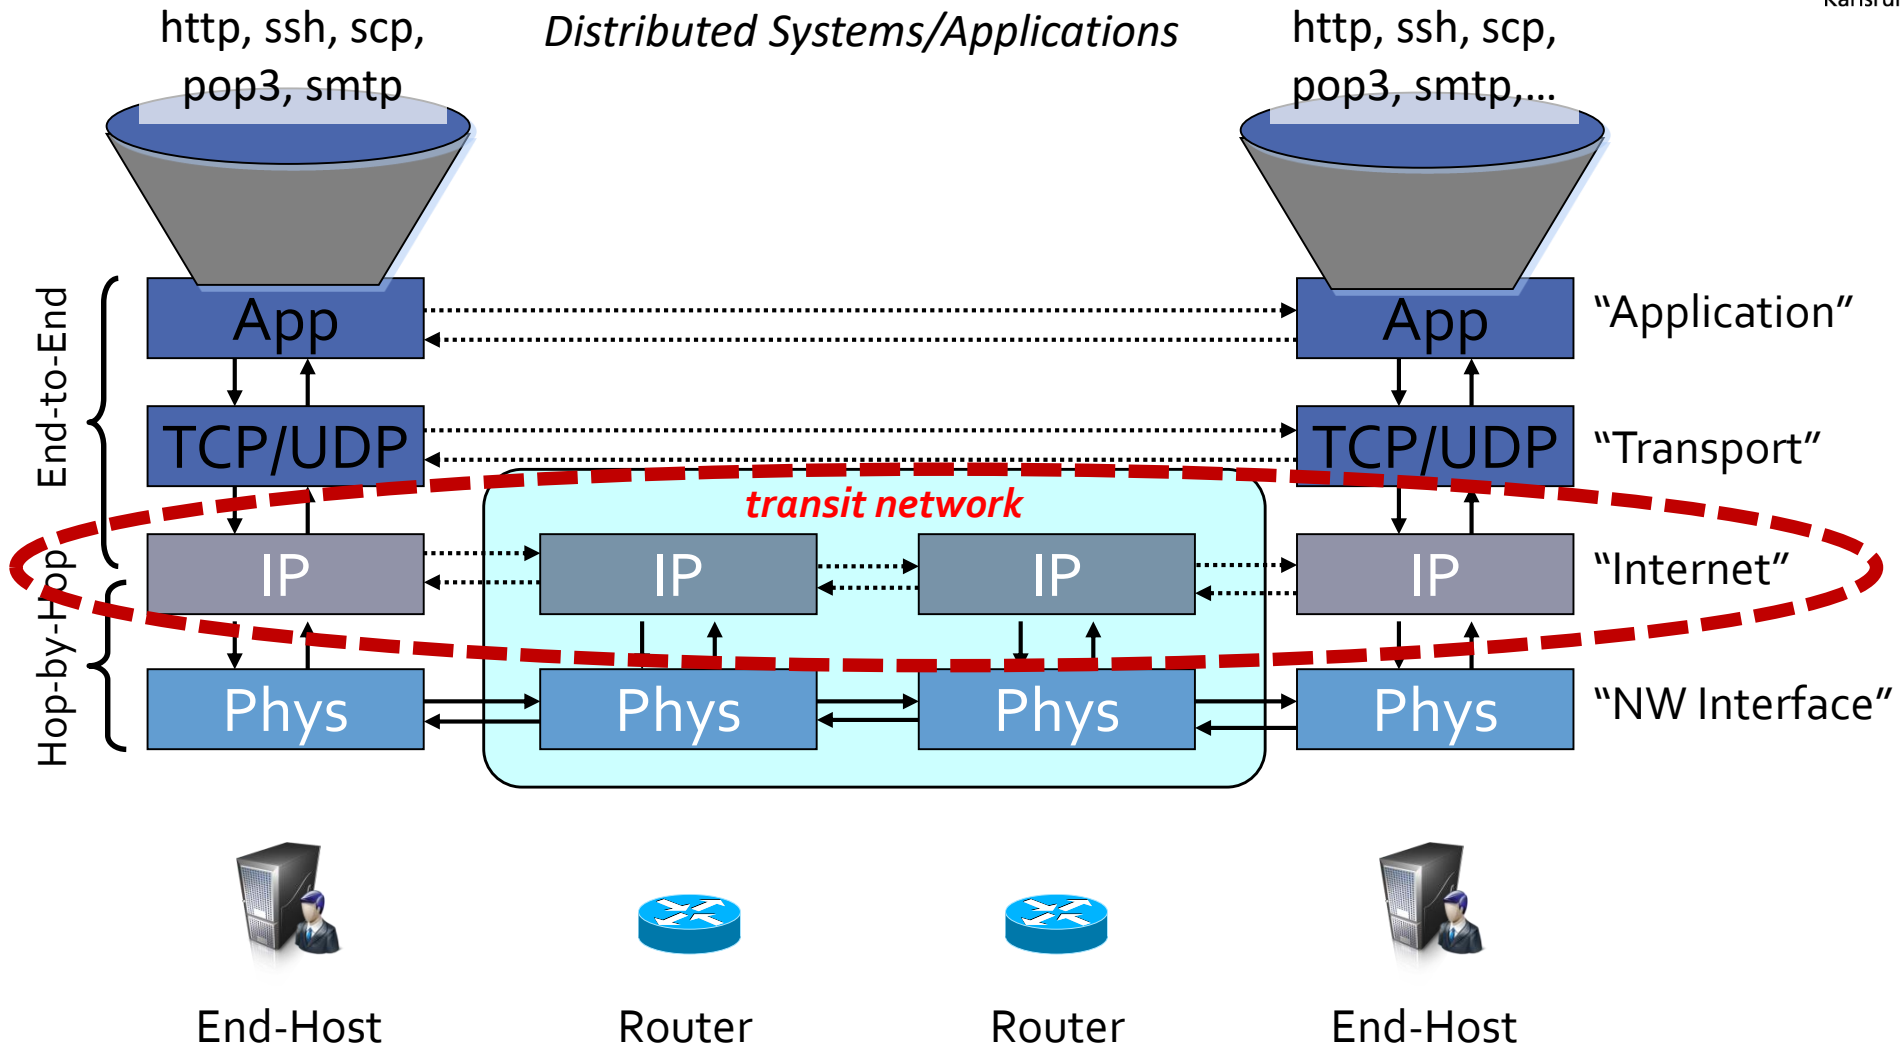 http, ssh, scp,
pop3, smtp
Distributed Systems/Applications
http, ssh, scp,
pop3, smtp,...
End-to-End
Hop-by-Hop
App
App
“Application”
TCP/UDP
TCP/UDP
“Transport”
transit network
IP
IP
IP
IP
“Internet”
Phys
Phys
Phys
Phys
“NW Interface”
End-Host
Router
Router
End-Host